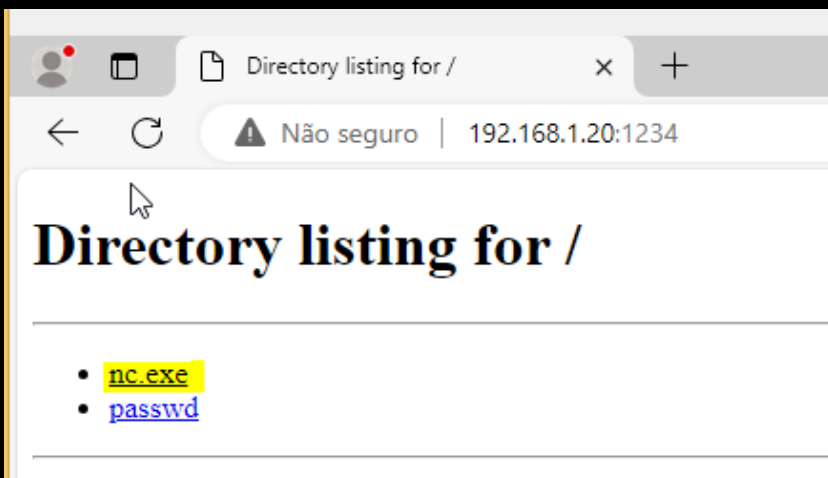 Directory listing for /
Não seguro | 192.168.1.20:1234
Directory listing for /
nc.exe
passwd